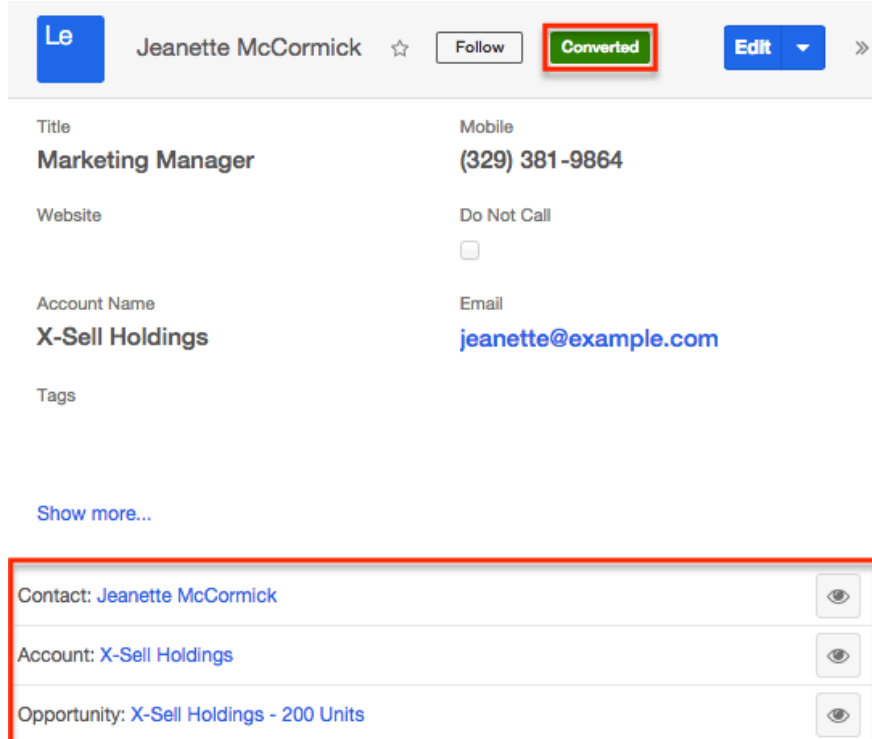 Le
Jeanette McCormick Follow Converted Edit
Title Mobile
Marketing Manager (329) 381-9864
Website Do Not Call
Account Name Email
X-Sell Holdings jeanette@example.com
Tags
Show more...
Contact: Jeanette McCormick
Account: X-Sell Holdings
Opportunity: X-Sell Holdings - 200 Units